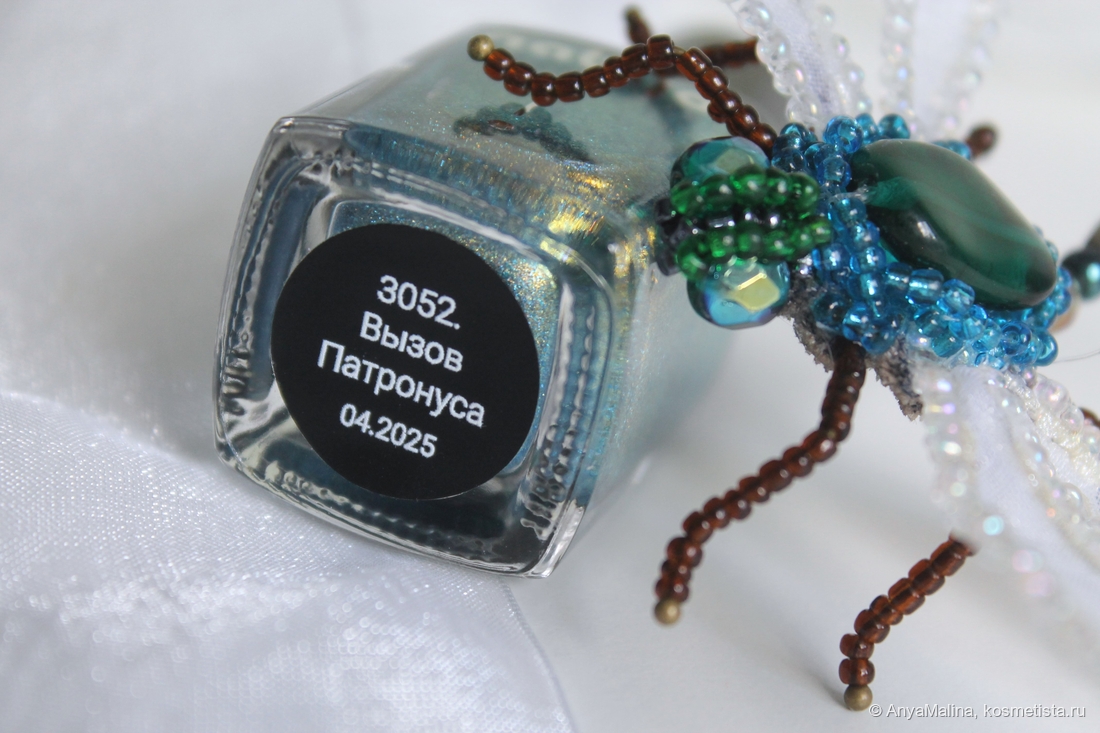 3052.
Вызов
Патронуса
04.2025
© AnyaMalina, kosmetista.ru